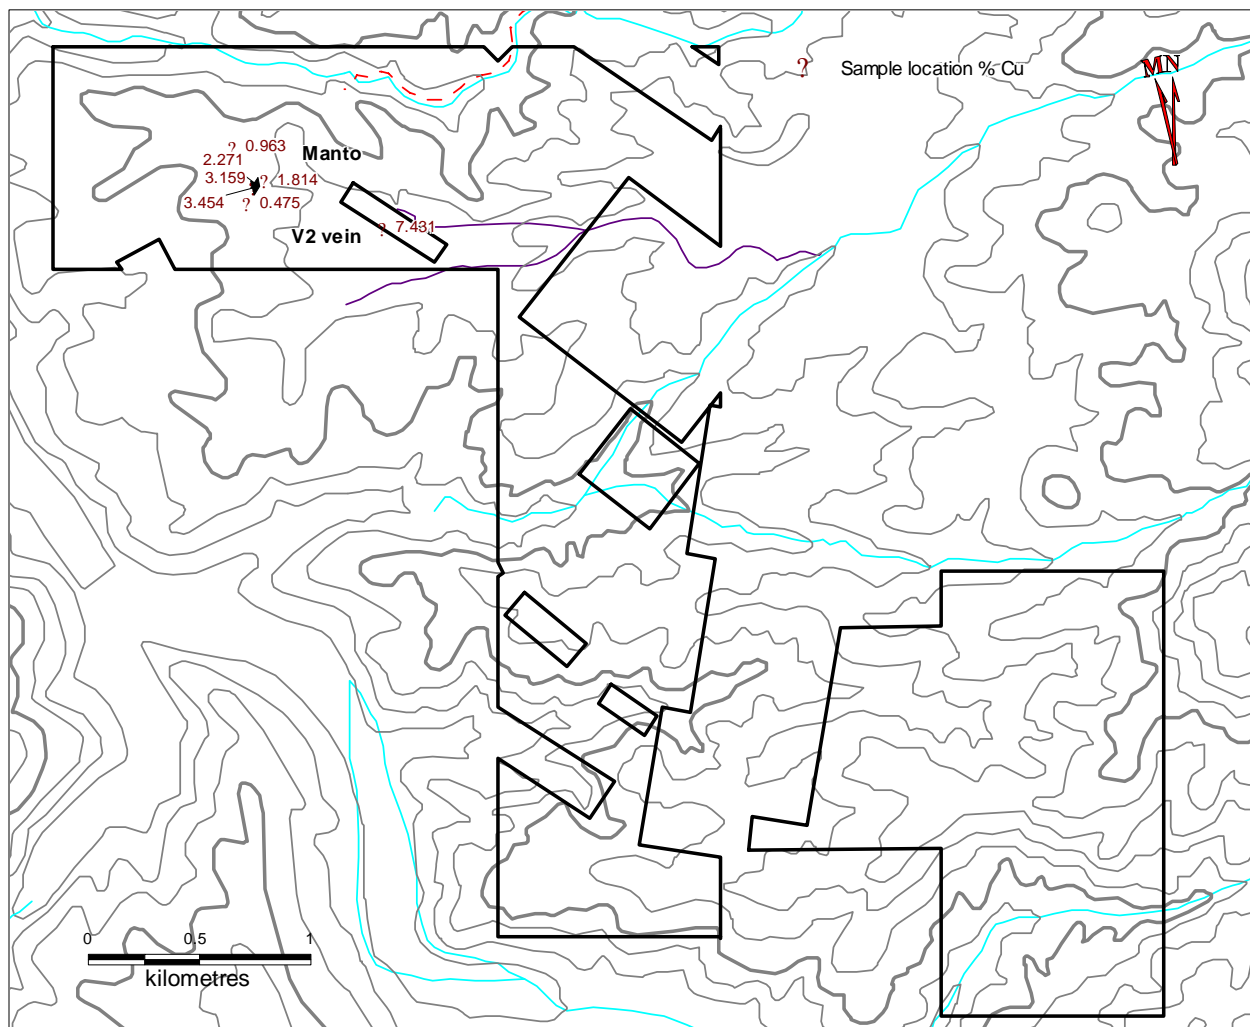 ? Sample location % Cu
MN
? 0.963
Manto
2.271
3.159 ? 1.814
3.454 ? 0.475
V2 vein
? 7.431
0 0.5 1
kilometres